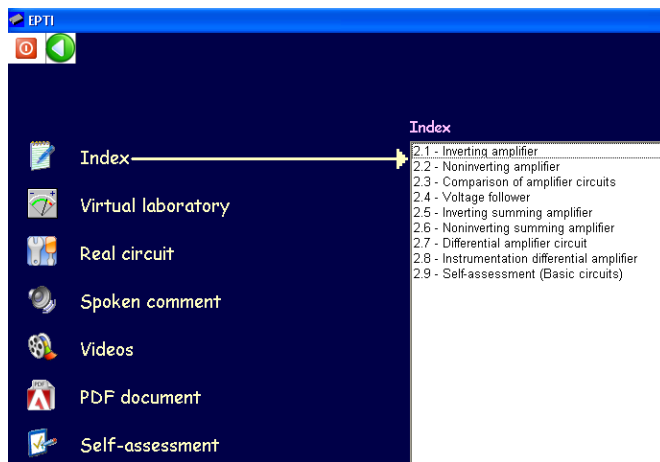 EPTI
Index
Virtual laboratory
Real circuit
Spoken comment
Videos
PDF
PDF document
Self-assessment
Index
2.1 - Inverting amplifier
2.2 - Noninverting amplifier
2.3 - Comparison of amplifier circuits
2.4 - Voltage follower
2.5 - Inverting summing amplifier
2.6 - Noninverting summing amplifier
2.7 - Differential amplifier circuit
2.8 - Instrumentation differential amplifier
2.9 - Self-assessment (Basic circuits)